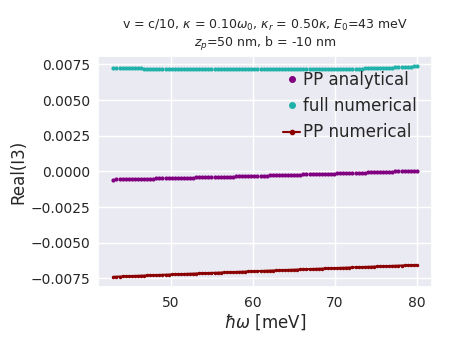 v = c/10, κ = 0.10ω₀, κᵣ = 0.50κ, E₀=43 meV
zₚ=50 nm, b = -10 nm
0.0075
0.0050
0.0025
0.0000
−0.0025
−0.0050
−0.0075
Real(I3)
PP analytical
full numerical
PP numerical
50 60 70 80
ħω [meV]